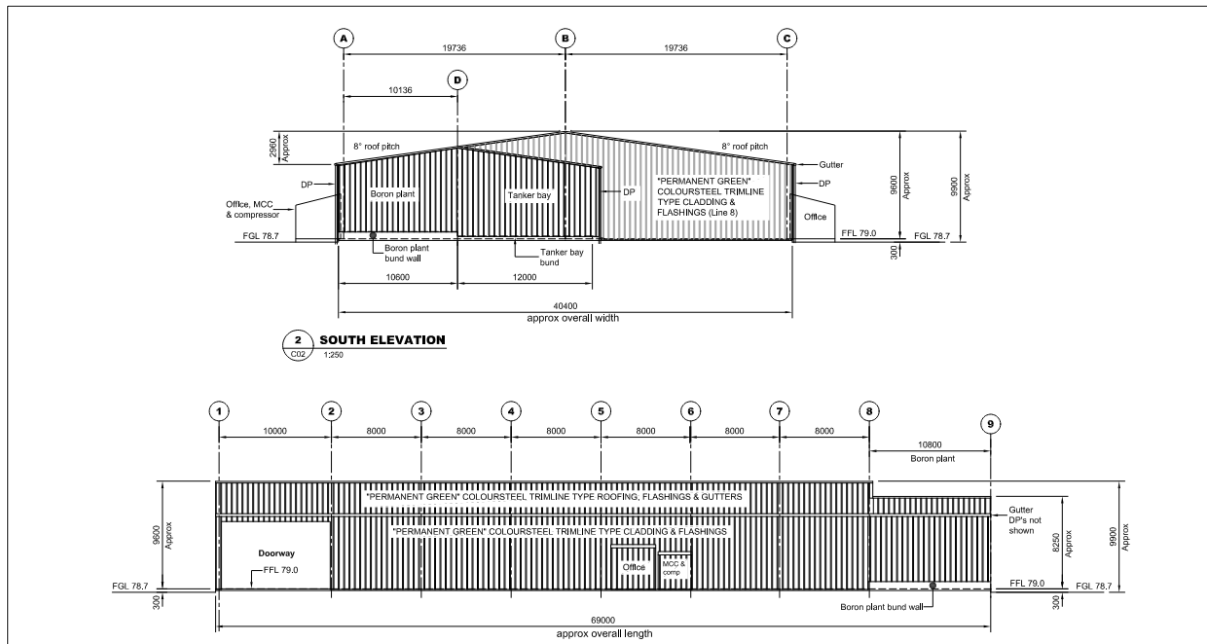 A
B
C
19736
19736
D
10136
2960
Approx
8° roof pitch
8° roof pitch
Gutter
DP
DP
DP
Boron plant
Tanker bay
"PERMANENT GREEN"
COLOURSTEEL TRIMLINE
TYPE CLADDING &
FLASHINGS (Line 8)
9600
Approx
9900
Approx
Office, MCC
& compressor
Office
FGL 78.7
FFL 79.0
FGL 78.7
Boron plant
bund wall
Tanker bay
bund
300
10600
12000
40400
approx overall width
2
C02
SOUTH ELEVATION
1:250
1
2
3
4
5
6
7
8
9
10000
8000
8000
8000
8000
8000
8000
10800
Boron plant
"PERMANENT GREEN" COLOURSTEEL TRIMLINE TYPE ROOFING, FLASHINGS & GUTTERS
"PERMANENT GREEN" COLOURSTEEL TRIMLINE TYPE CLADDING & FLASHINGS
Gutter
DP's not
shown
9600
Approx
8250
Approx
9900
Approx
Doorway
FFL 79.0
Office
MCC &
comp
FGL 78.7
300
FFL 79.0
FGL 78.7
300
Boron plant bund wall
69000
approx overall length